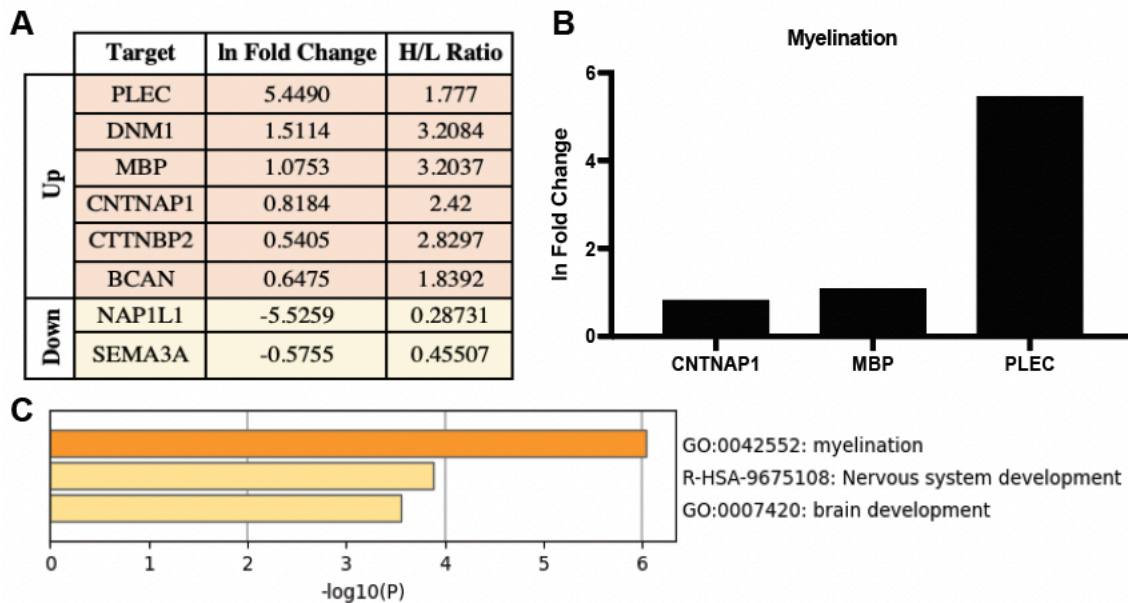 A
Target ln Fold Change H/L Ratio
Up
PLEC 5.4490 1.777
DNM1 1.5114 3.2084
MBP 1.0753 3.2037
CNTNAP1 0.8184 2.42
CTTNBP2 0.5405 2.8297
BCAN 0.6475 1.8392
Down
NAP1L1 -5.5259 0.28731
SEMA3A -0.5755 0.45507
B
Myelination
ln Fold Change
6
4
2
0
CNTNAP1 MBP PLEC
C
GO:0042552: myelination
R-HSA-9675108: Nervous system development
GO:0007420: brain development
0 1 2 3 4 5 6
-log10(P)